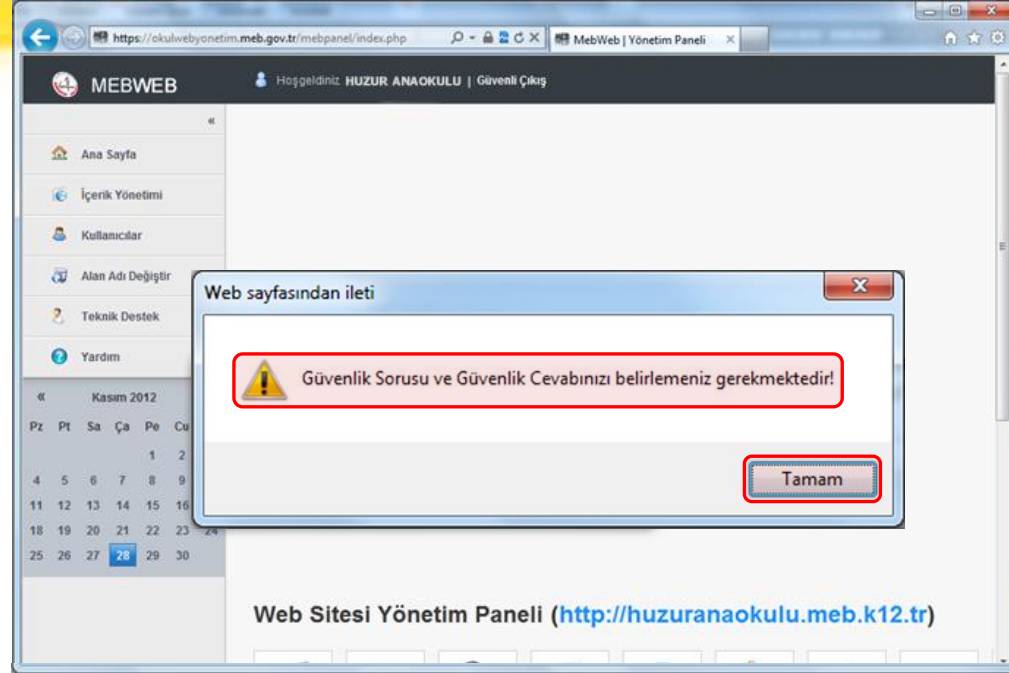 https://okulwebyonetim.meb.gov.tr/mebpanel/index.php
MebWeb | Yönetim Paneli
MEBWEB
Hoşgeldiniz HUZUR ANAOKULU | Güvenli Çıkış
«
Ana Sayfa
İçerik Yönetimi
Kullanıcılar
Alan Adı Değiştir
Teknik Destek
Yardım
« Kasım 2012
Pz Pt Sa Ça Pe Cu
1 2
4 5 6 7 8 9
11 12 13 14 15 16
18 19 20 21 22 23 24
25 26 27 28 29 30
Web sayfasından ileti
Güvenlik Sorusu ve Güvenlik Cevabınızı belirlemeniz gerekmektedir!
Tamam
Web Sitesi Yönetim Paneli (http://huzuranaokulu.meb.k12.tr)